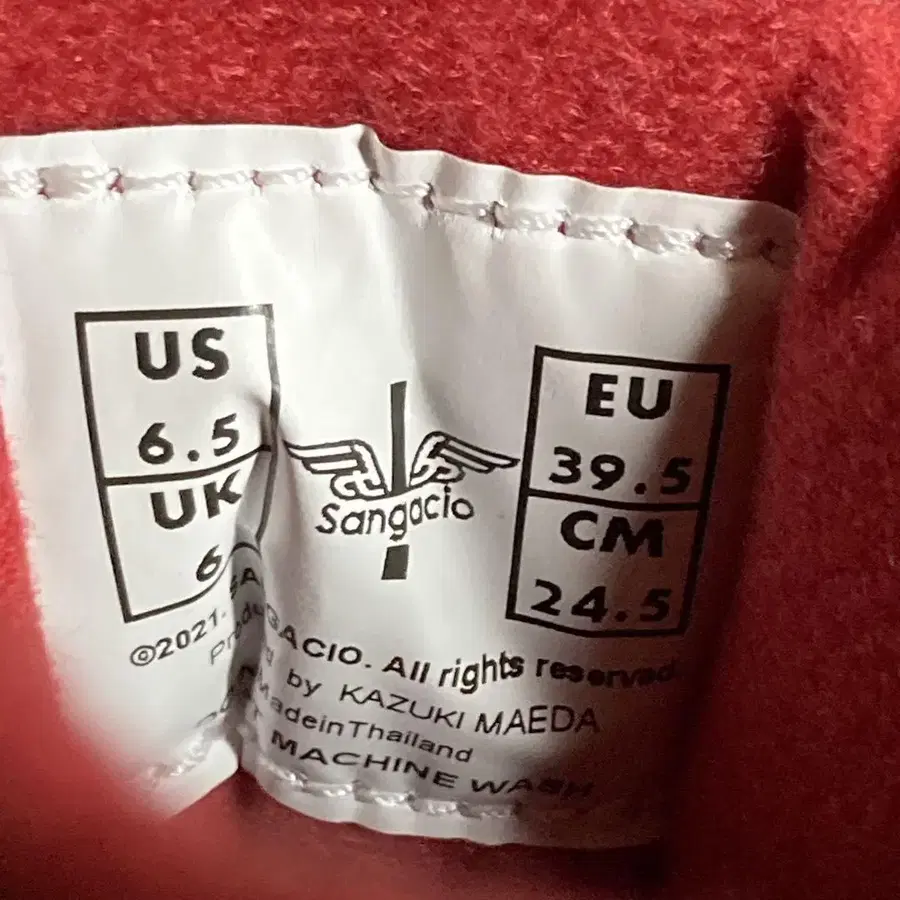 US
6.5
UK
6
Sangacio
EU
39.5
CM
24.5
©2021. SANGACIO. All rights reserved
by KAZUKI MAEDA
MadeinThailand
MACHINE WASH